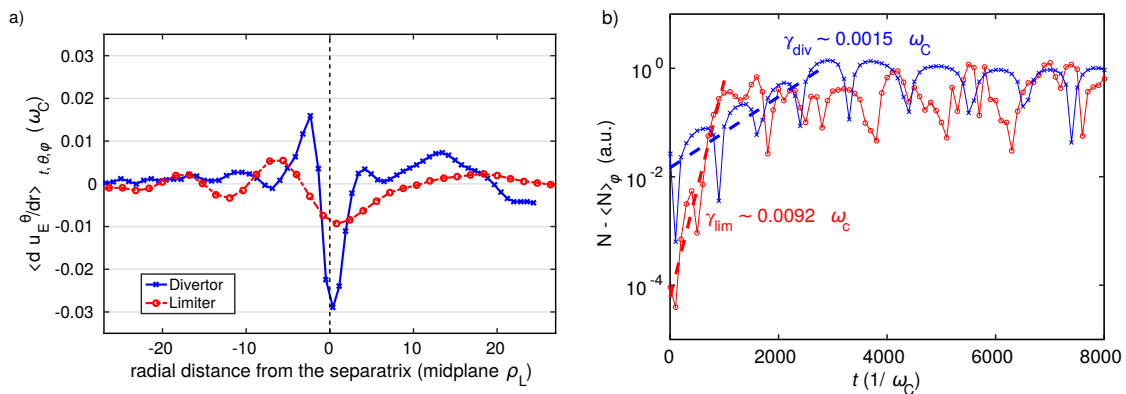 a)
<d u_E^θ/dr> t,θ,φ (ω_C)
0.03
0.02
0.01
0
-0.01
-0.02
-0.03
Divertor
Limiter
-20
-10
0
10
20
radial distance from the separatrix (midplane ρ_L)
b)
γ_div ~ 0.0015 ω_C
γ_lim ~ 0.0092 ω_c
N - <N>_φ (a.u.)
10^0
10^-2
10^-4
0
2000
4000
6000
8000
t (1/ ω_C)